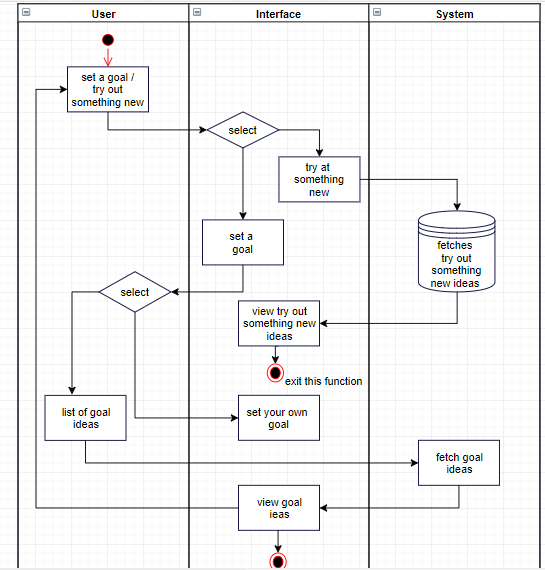 User
Interface
System
set a goal /
try out
something new
select
try at
something
new
set a
goal
fetches
try out
something
new ideas
select
view try out
something new
ideas
exit this function
list of goal
ideas
set your own
goal
fetch goal
ideas
view goal
ieas